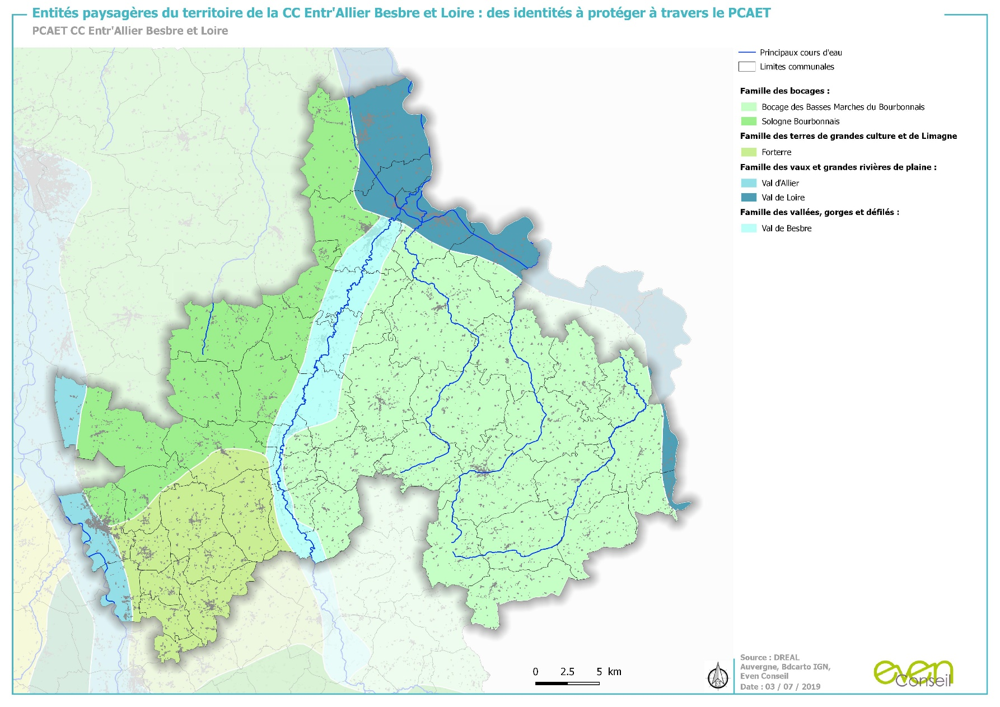 Entités paysagères du territoire de la CC Entr'Allier Besbre et Loire : des identités à protéger à travers le PCAET
PCAET CC Entr'Allier Besbre et Loire
Principaux cours d'eau
Limites communales
Famille des bocages :
Bocage des Basses Marches du Bourbonnais
Sologne Bourbonnais
Famille des terres de grandes culture et de Limagne
Forterre
Famille des vaux et grandes rivières de plaine :
Val d'Allier
Val de Loire
Famille des vallées, gorges et défilés :
Val de Besbre
0 2.5 5 km
N
Source : DREAL
Auvergne, Bdcarto IGN,
Even Conseil
Date : 03 / 07 / 2019
even
Conseil